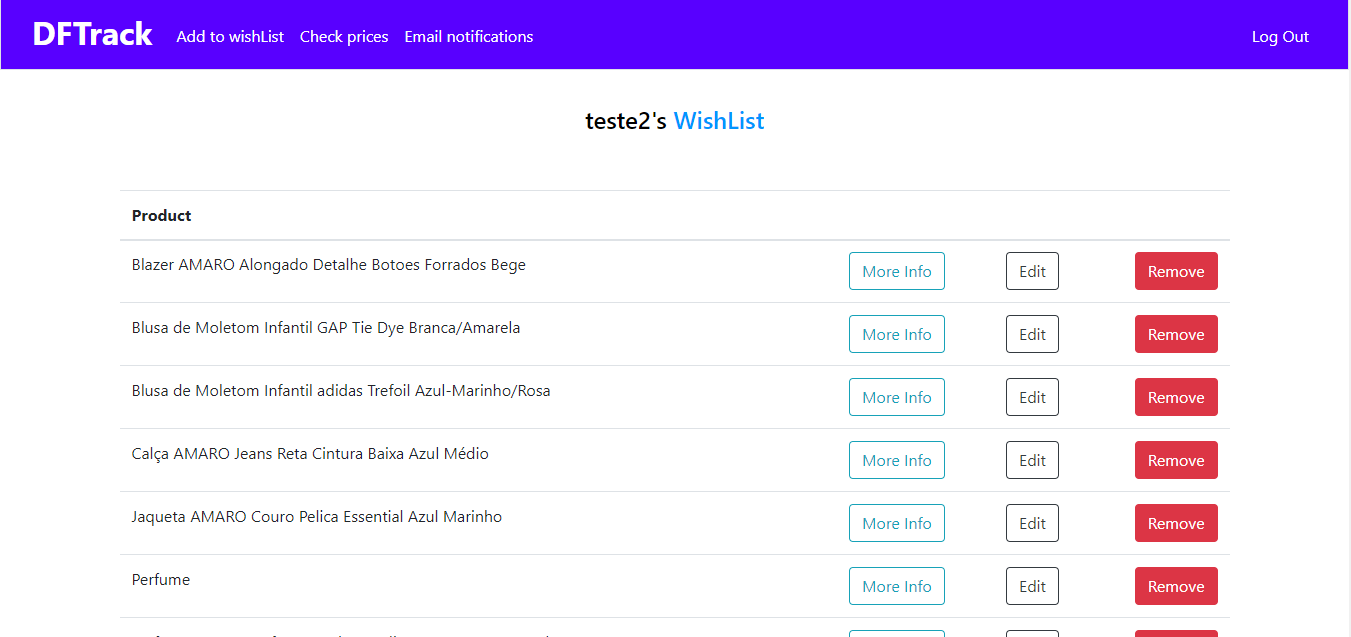 DFTrack Add to wishList Check prices Email notifications Log Out
teste2's WishList
Product
Blazer AMARO Alongado Detalhe Botoes Forrados Bege More Info Edit Remove
Blusa de Moletom Infantil GAP Tie Dye Branca/Amarela More Info Edit Remove
Blusa de Moletom Infantil adidas Trefoil Azul-Marinho/Rosa More Info Edit Remove
Calça AMARO Jeans Reta Cintura Baixa Azul Médio More Info Edit Remove
Jaqueta AMARO Couro Pelica Essential Azul Marinho More Info Edit Remove
Perfume More Info Edit Remove